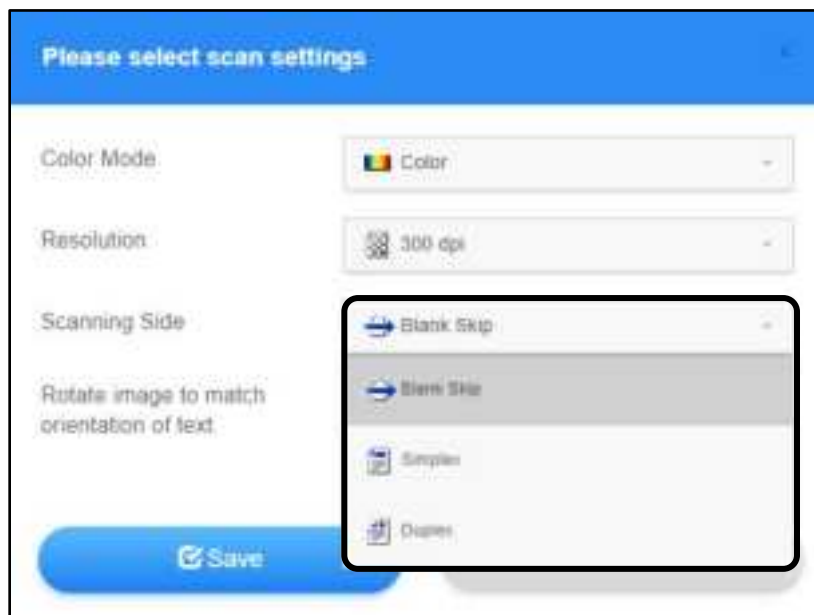 Please select scan settings
Color Mode
Color
Resolution
300 dpi
Scanning Side
Blank Skip
Blank Skip
Rotate image to match
orientation of text
Simplex
Duplex
Save